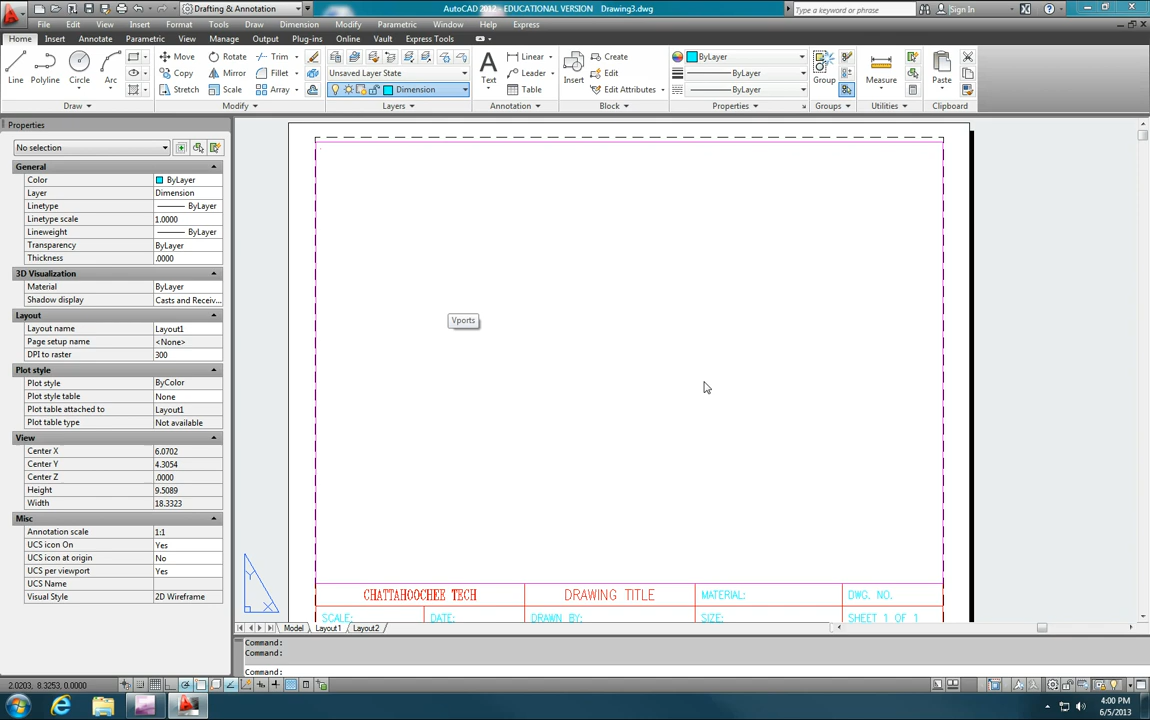 Drafting & Annotation
AutoCAD 2012 - EDUCATIONAL VERSION Drawing3.dwg
Type a keyword or phrase
Sign In
File Edit View Insert Format Tools Draw Dimension Modify Parametric Window Help Express
Home Insert Annotate Parametric View Manage Output Plug-ins Online Vault Express Tools
Line Polyline Circle Arc
Move Rotate Trim
Copy Mirror Fillet
Stretch Scale Array
Unsaved Layer State
Dimension
Text
Linear
Leader
Table
Insert
Create
Edit
Edit Attributes
ByLayer
ByLayer
ByLayer
Group
Measure
Paste
Draw Modify Layers Annotation Block Properties Groups Utilities Clipboard
Properties
No selection
General
Color ByLayer
Layer Dimension
Linetype ByLayer
Linetype scale 1.0000
Lineweight ByLayer
Transparency ByLayer
Thickness .0000
3D Visualization
Material ByLayer
Shadow display Casts and Receiv...
Layout
Layout name Layout1
Page setup name <None>
DPI to raster 300
Plot style
Plot style ByColor
Plot style table None
Plot table attached to Layout1
Plot table type Not available
View
Center X 6.0702
Center Y 4.3054
Center Z .0000
Height 9.5089
Width 18.3323
Misc
Annotation scale 1:1
UCS icon On Yes
UCS icon at origin No
UCS per viewport Yes
UCS Name
Visual Style 2D Wireframe
Vports
Y
X
CHATTAHOOCHEE TECH DRAWING TITLE MATERIAL: DWG. NO.
SCALE: DATE: DRAWN BY: SIZE: SHEET 1 OF 1
Model Layout1 Layout2
Command:
Command:
Command:
2.0203, 8.3253, 0.0000
4:00 PM
6/5/2013